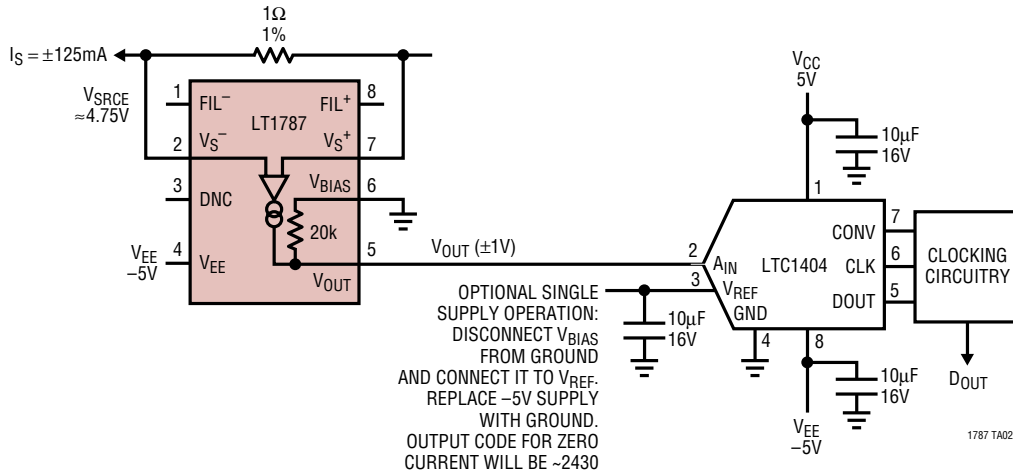 1Ω
1%
I_S = ±125mA
V_SRCE
≈4.75V
1
FIL⁻
FIL⁺
8
LT1787
V_S⁻
V_S⁺
2
7
V_BIAS
6
3
DNC
20k
V_EE
–5V
4
V_EE
V_OUT
5
V_OUT (±1V)
V_CC
5V
10µF
16V
1
2
A_IN
LTC1404
CONV
7
CLK
6
DOUT
5
CLOCKING
CIRCUITRY
3
V_REF
GND
4
8
10µF
16V
OPTIONAL SINGLE
SUPPLY OPERATION:
DISCONNECT V_BIAS
FROM GROUND
AND CONNECT IT TO V_REF.
REPLACE –5V SUPPLY
WITH GROUND.
OUTPUT CODE FOR ZERO
CURRENT WILL BE ~2430
10µF
16V
V_EE
–5V
D_OUT
1787 TA02